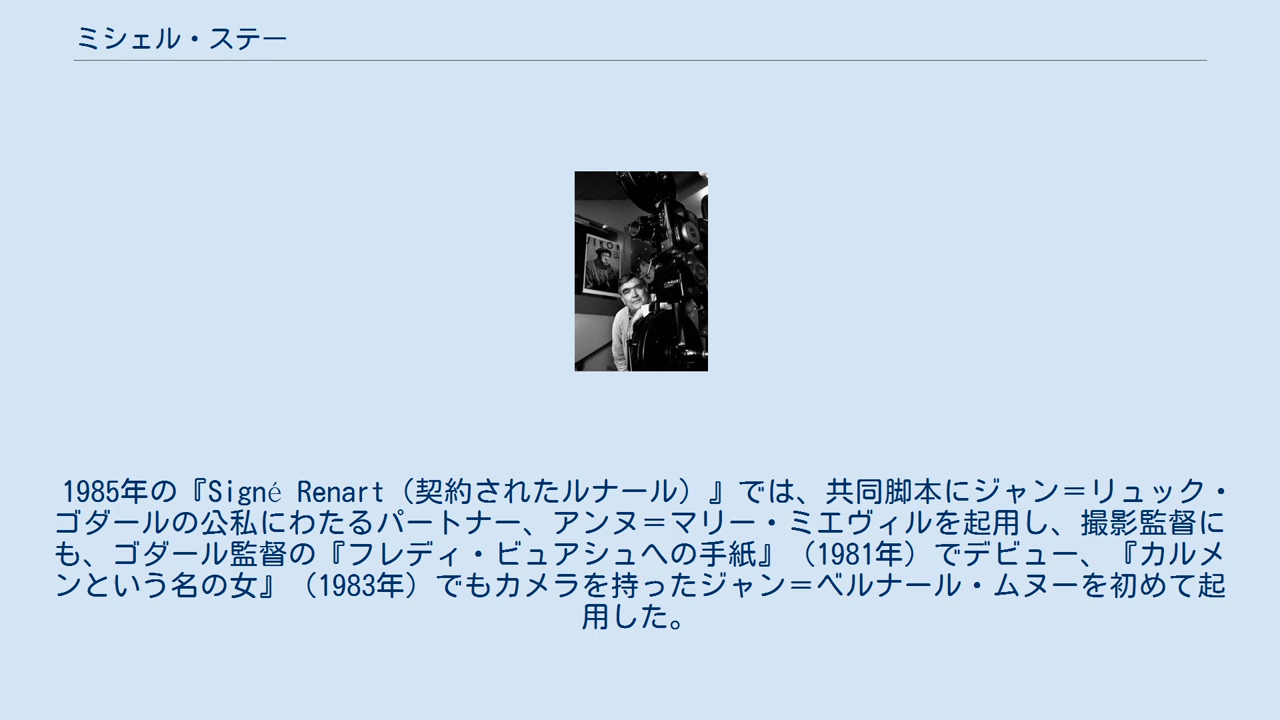 ミシェル・ステー
1985年の『Signé Renart（契約されたルナール）』では、共同脚本にジャン＝リュック・
ゴダールの公私にわたるパートナー、アンヌ＝マリー・ミエヴィルを起用し、撮影監督に
も、ゴダール監督の『フレディ・ビュアシュへの手紙』（1981年）でデビュー、『カルメ
ンという名の女』（1983年）でもカメラを持ったジャン＝ベルナール・ムヌーを初めて起
用した。